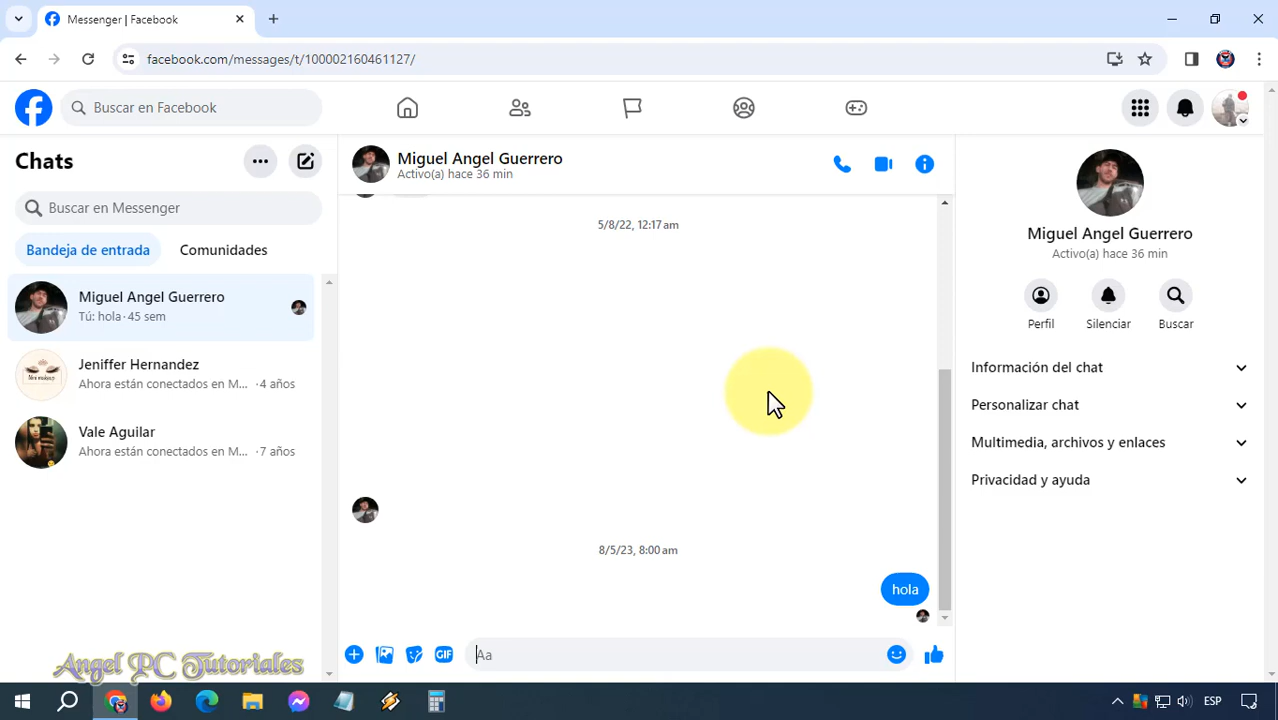 Messenger | Facebook
facebook.com/messages/t/100002160461127/
Buscar en Facebook
Chats
Buscar en Messenger
Bandeja de entrada
Comunidades
Miguel Angel Guerrero
Tú: hola · 45 sem
Jeniffer Hernandez
Ahora están conectados en M... · 4 años
Vale Aguilar
Ahora están conectados en M... · 7 años
Miguel Angel Guerrero
Activo(a) hace 36 min
5/8/22, 12:17 am
8/5/23, 8:00 am
hola
GIF
Aa
Miguel Angel Guerrero
Activo(a) hace 36 min
Perfil
Silenciar
Buscar
Información del chat
Personalizar chat
Multimedia, archivos y enlaces
Privacidad y ayuda
Angel PC Tutoriales
ESP